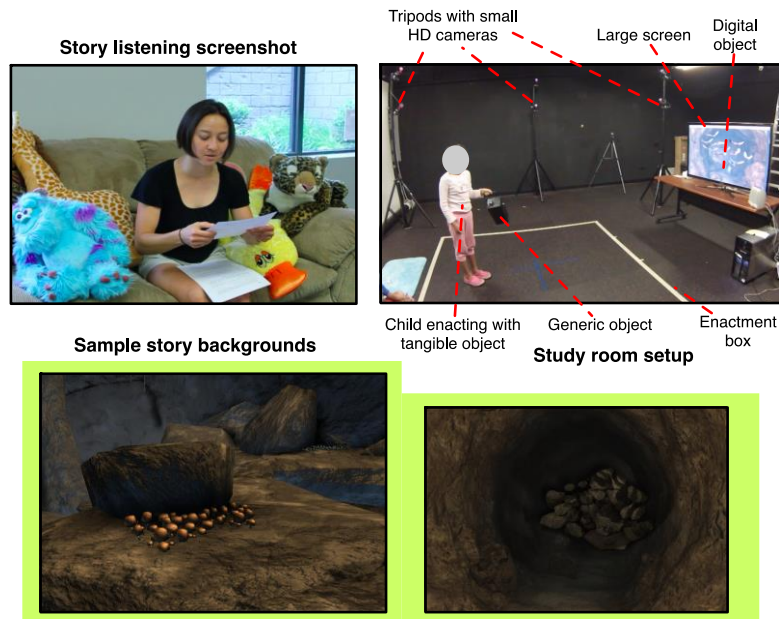 Story listening screenshot
Tripods with small
HD cameras
Large screen
Digital
object
Child enacting with
tangible object
Generic object
Enactment
box
Sample story backgrounds
Study room setup